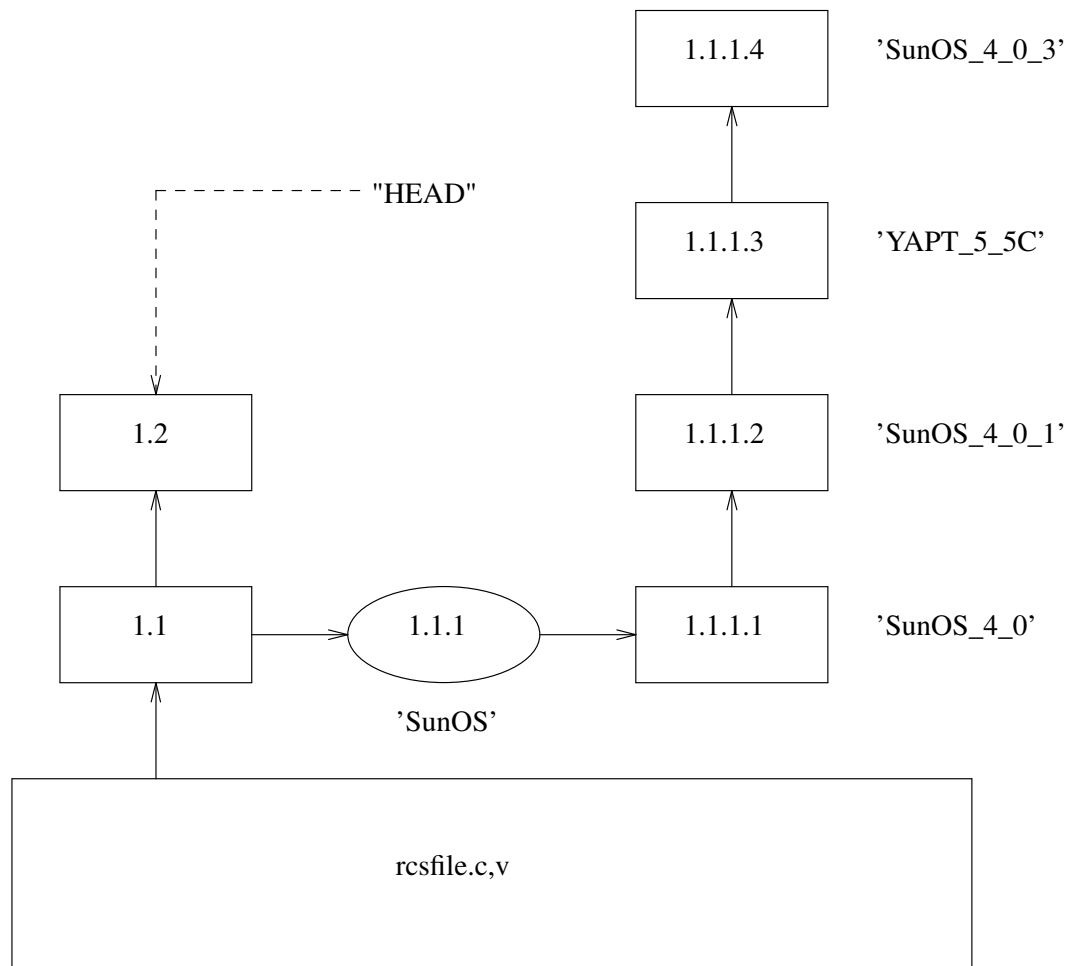 1.1.1.4 ’SunOS_4_0_3’
"HEAD" 1.1.1.3 ’YAPT_5_5C’
1.2 1.1.1.2 ’SunOS_4_0_1’
1.1 1.1.1 1.1.1.1 ’SunOS_4_0’
’SunOS’
rcsfile.c,v